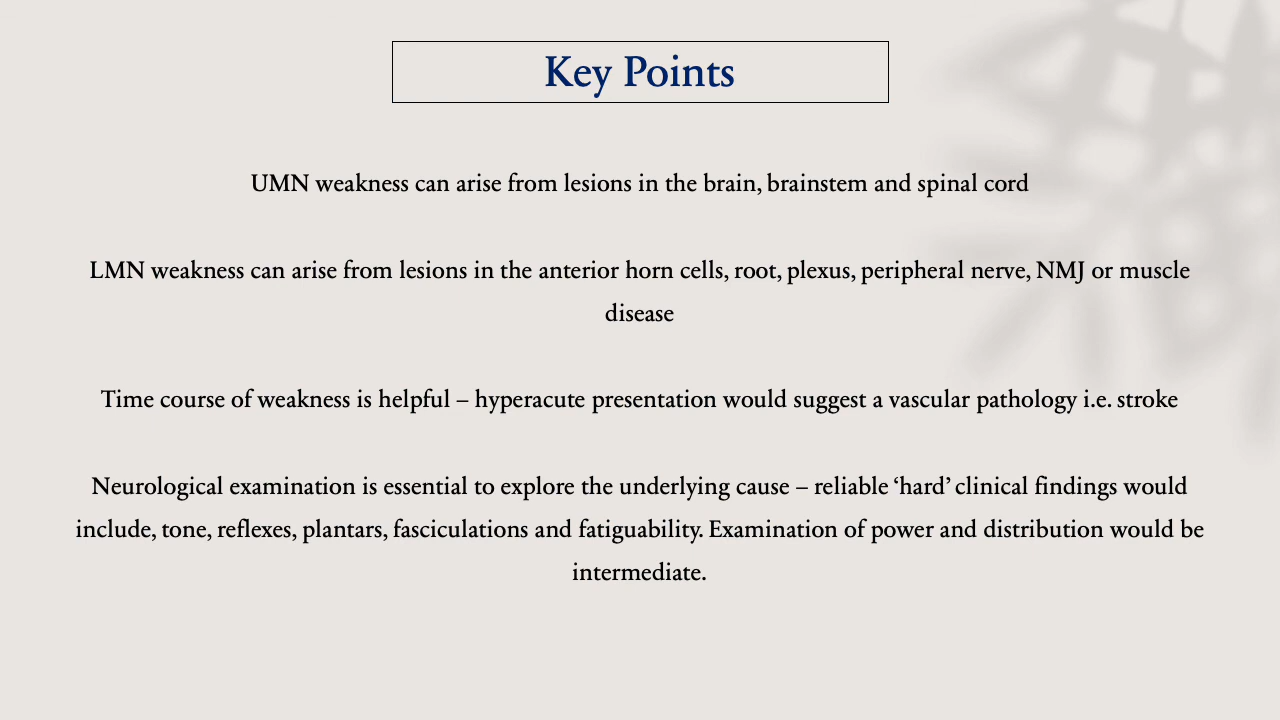 Key Points
UMN weakness can arise from lesions in the brain, brainstem and spinal cord
LMN weakness can arise from lesions in the anterior horn cells, root, plexus, peripheral nerve, NMJ or muscle
disease
Time course of weakness is helpful – hyperacute presentation would suggest a vascular pathology i.e. stroke
Neurological examination is essential to explore the underlying cause – reliable ‘hard’ clinical findings would
include, tone, reflexes, plantars, fasciculations and fatiguability. Examination of power and distribution would be
intermediate.